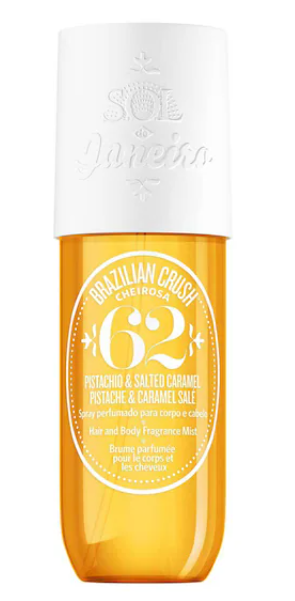 SOL
de
Janeiro
BRAZILIAN CRUSH
CHEIROSA
62
PISTACHIO & SALTED CARAMEL
PISTACHE & CARAMEL SALÉ
Spray perfumado para corpo e cabelo
Hair and Body Fragrance Mist
Brume parfumée
pour le corps et
les cheveux